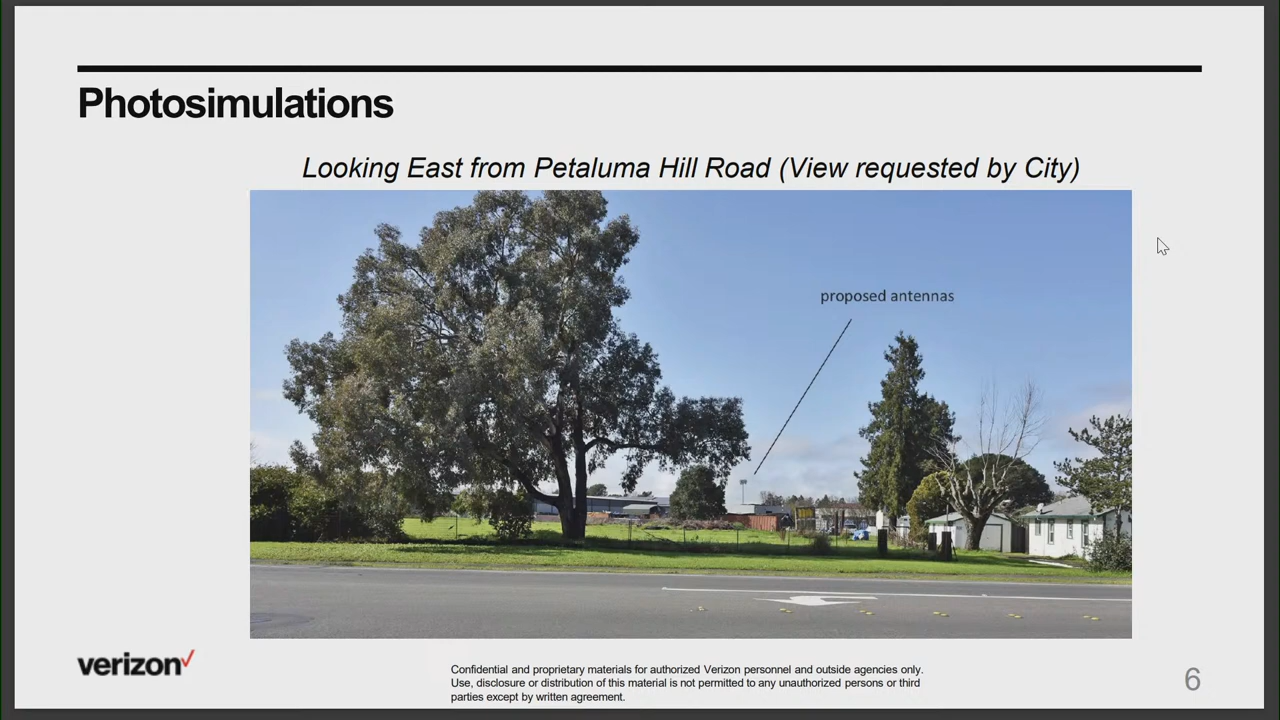 Photosimulations
Looking East from Petaluma Hill Road (View requested by City)
proposed antennas
verizon
Confidential and proprietary materials for authorized Verizon personnel and outside agencies only.
Use, disclosure or distribution of this material is not permitted to any unauthorized persons or third
parties except by written agreement.
6